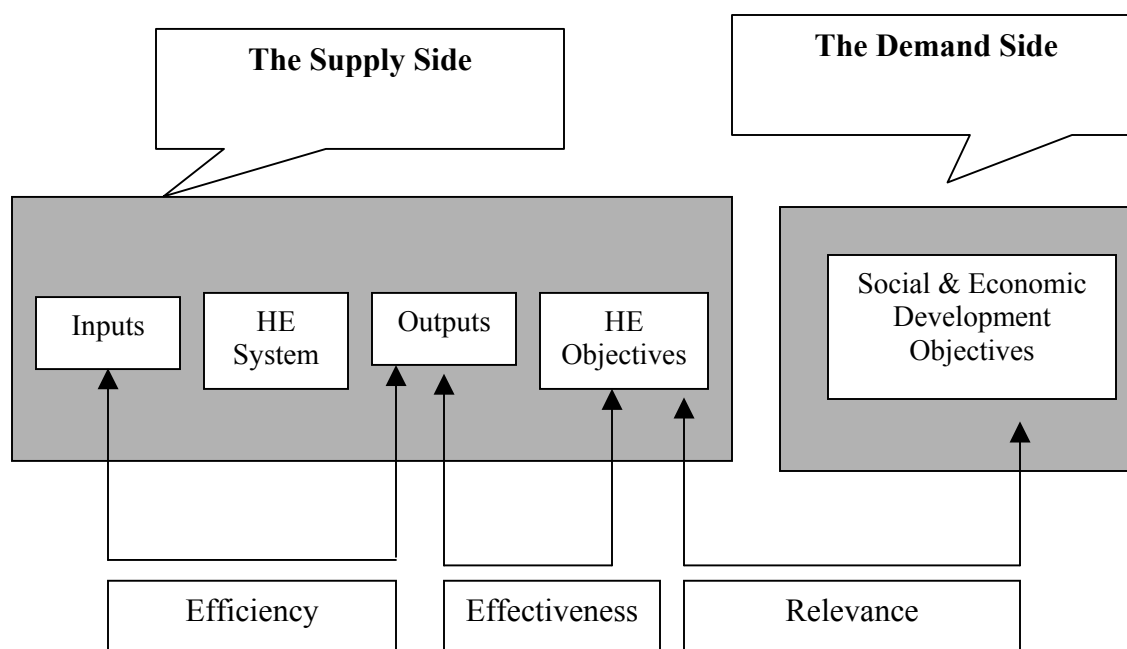 The Supply Side
The Demand Side
Inputs
HE
System
Outputs
HE
Objectives
Social & Economic
Development
Objectives
Efficiency
Effectiveness
Relevance